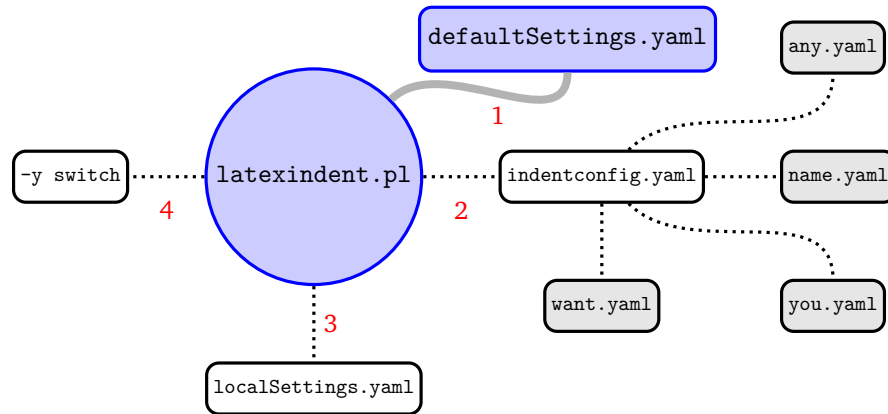 defaultSettings.yaml
any.yaml
1
-y switch
latexindent.pl
indentconfig.yaml
name.yaml
4
2
want.yaml
you.yaml
3
localSettings.yaml